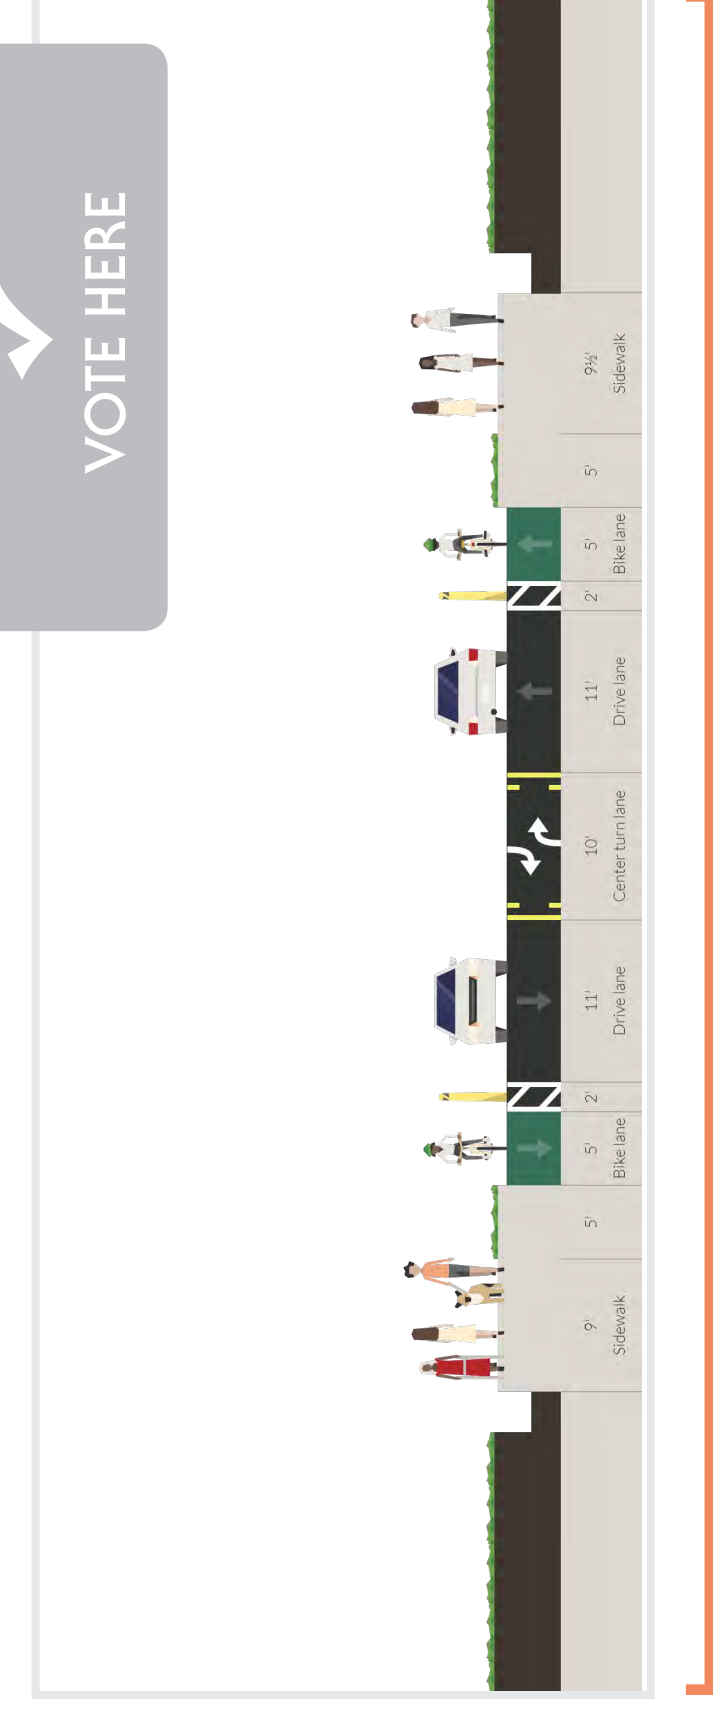 VOTE HERE
9'
Sidewalk
5'
5'
Bike lane
2'
11'
Drive lane
10'
Center turn lane
11'
Drive lane
2'
5'
Bike lane
5'
9½'
Sidewalk